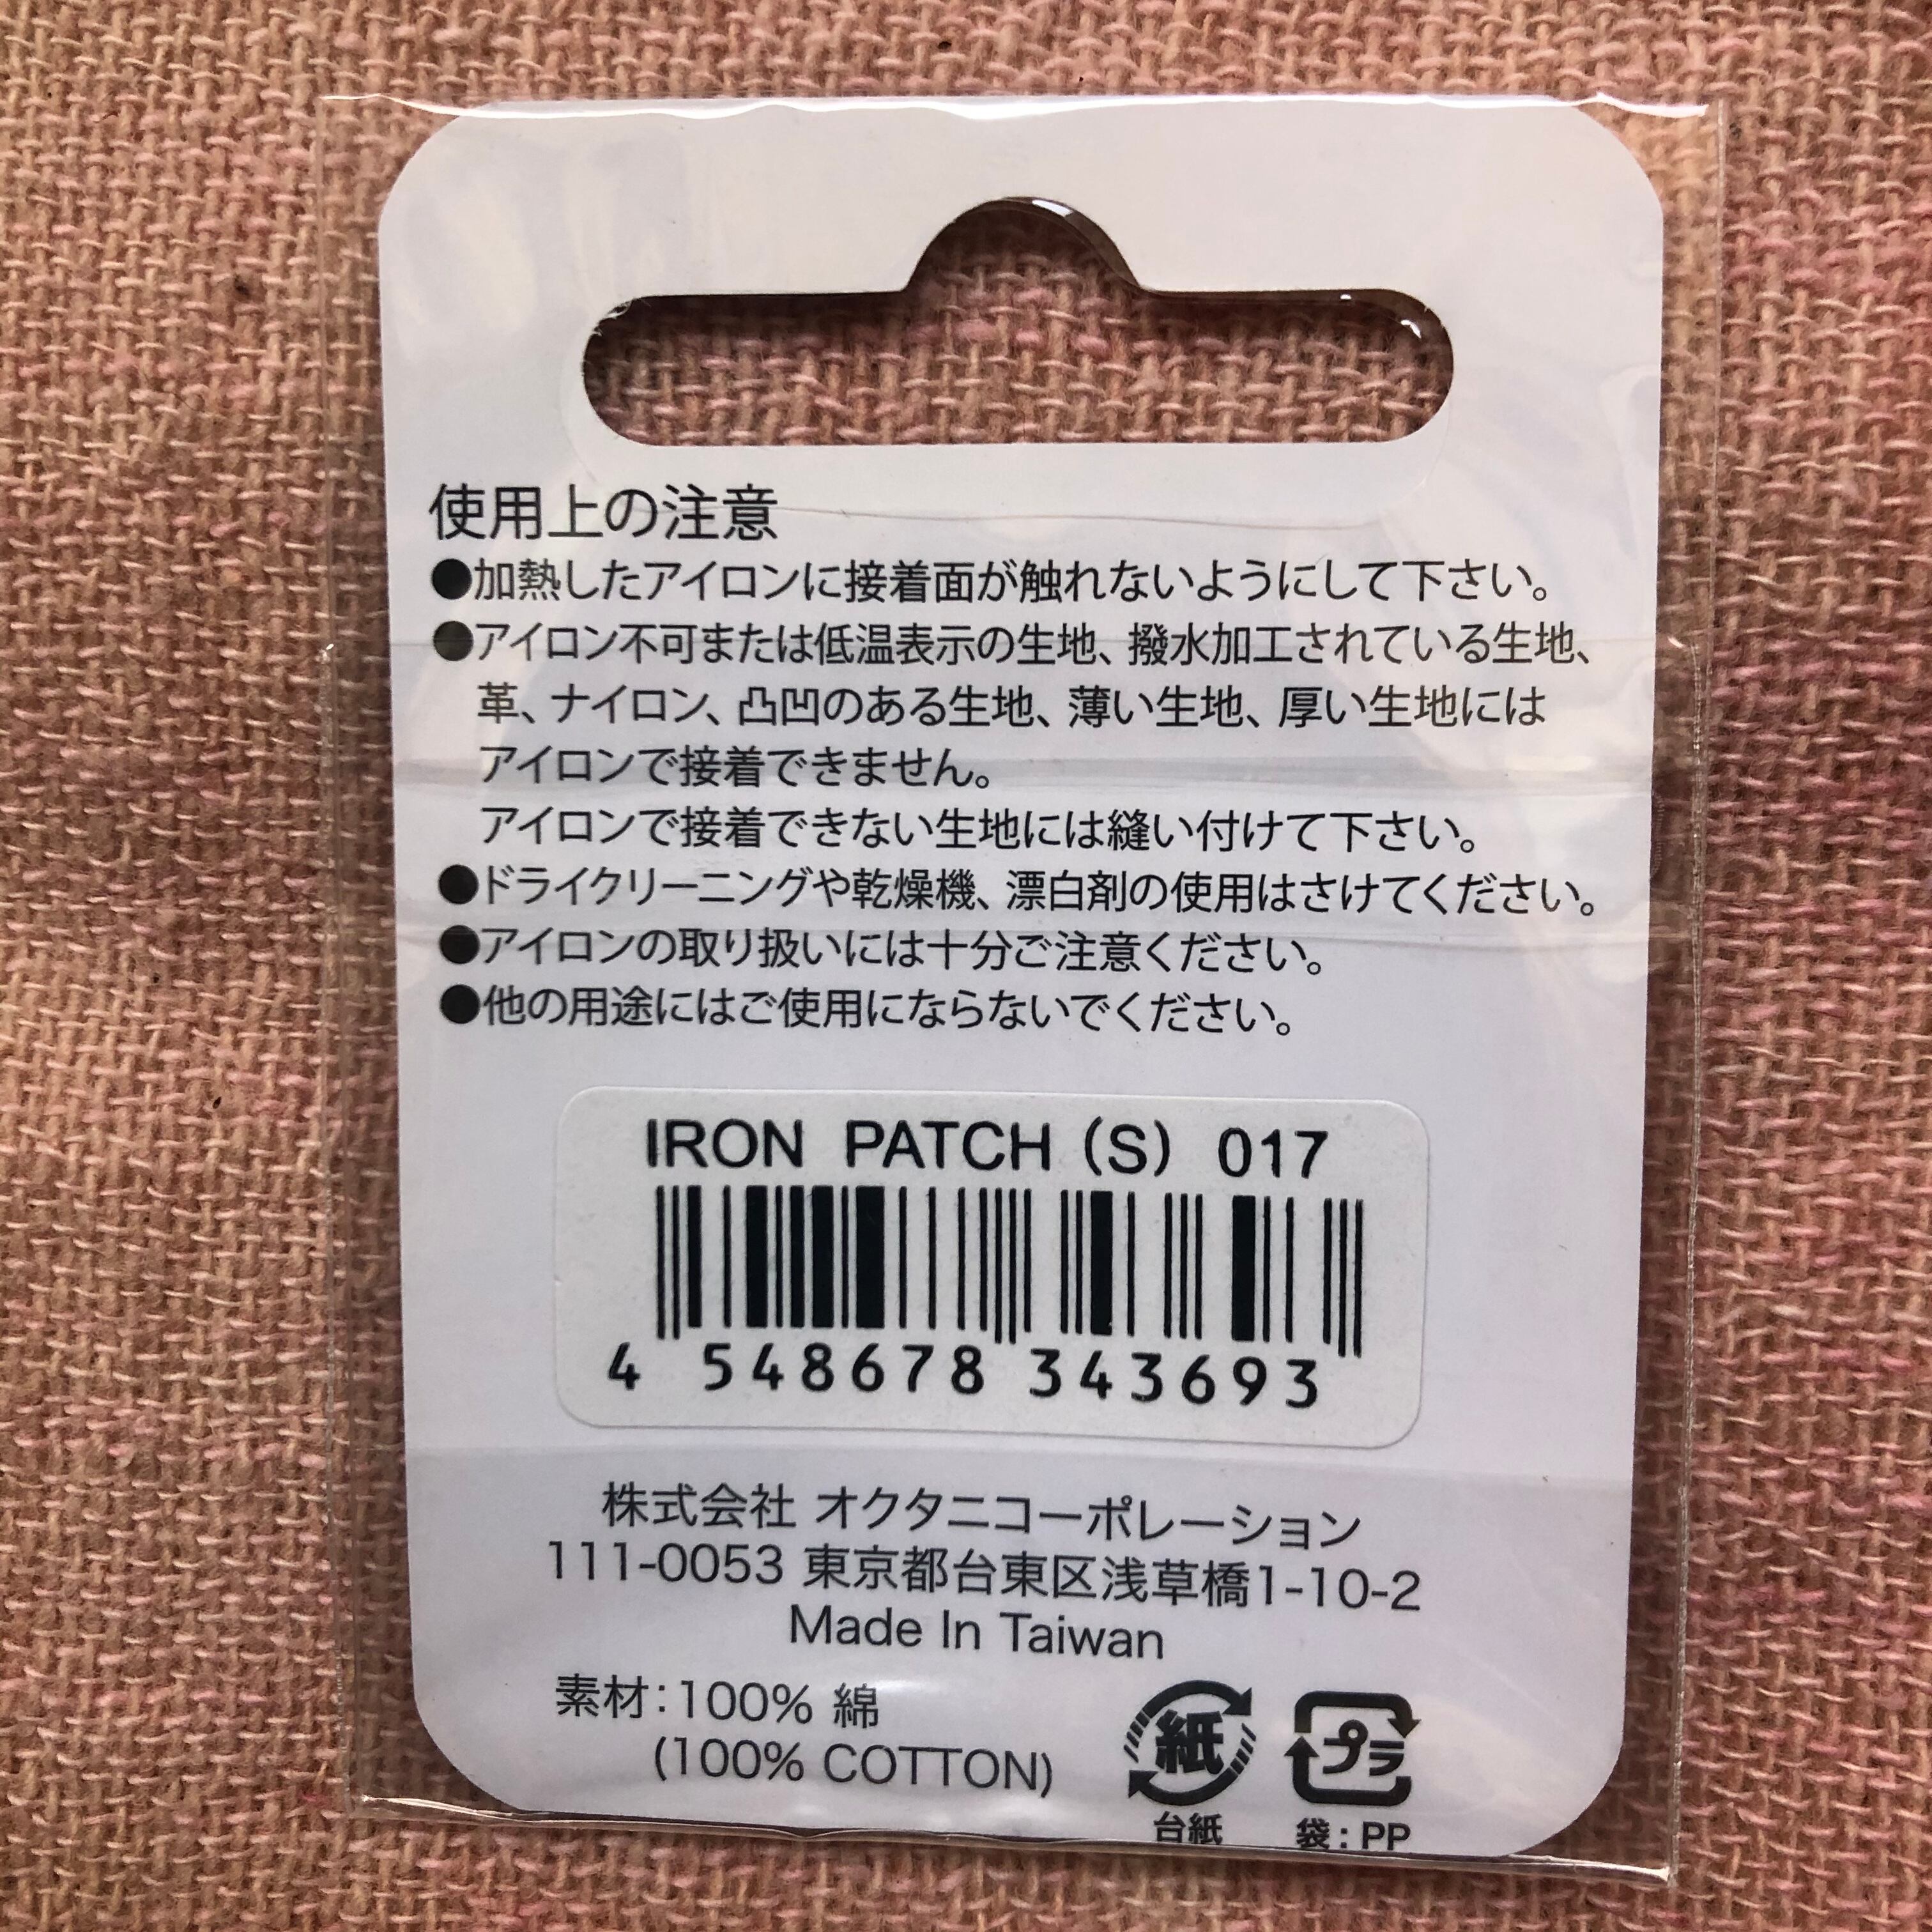 使用上の注意
●加熱したアイロンに接着面が触れないようにして下さい。
●アイロン不可または低温表示の生地、撥水加工されている生地、
革、ナイロン、凸凹のある生地、薄い生地、厚い生地には
アイロンで接着できません。
アイロンで接着できない生地には縫い付けて下さい。
●ドライクリーニングや乾燥機、漂白剤の使用はさけてください。
●アイロンの取り扱いには十分ご注意ください。
●他の用途にはご使用にならないでください。
IRON PATCH (S) 017
4 548678 343693
株式会社 オクタニコーポレーション
111-0053 東京都台東区浅草橋1-10-2
Made In Taiwan
素材:100% 綿
(100% COTTON)
紙 プラ
台紙 袋:PP